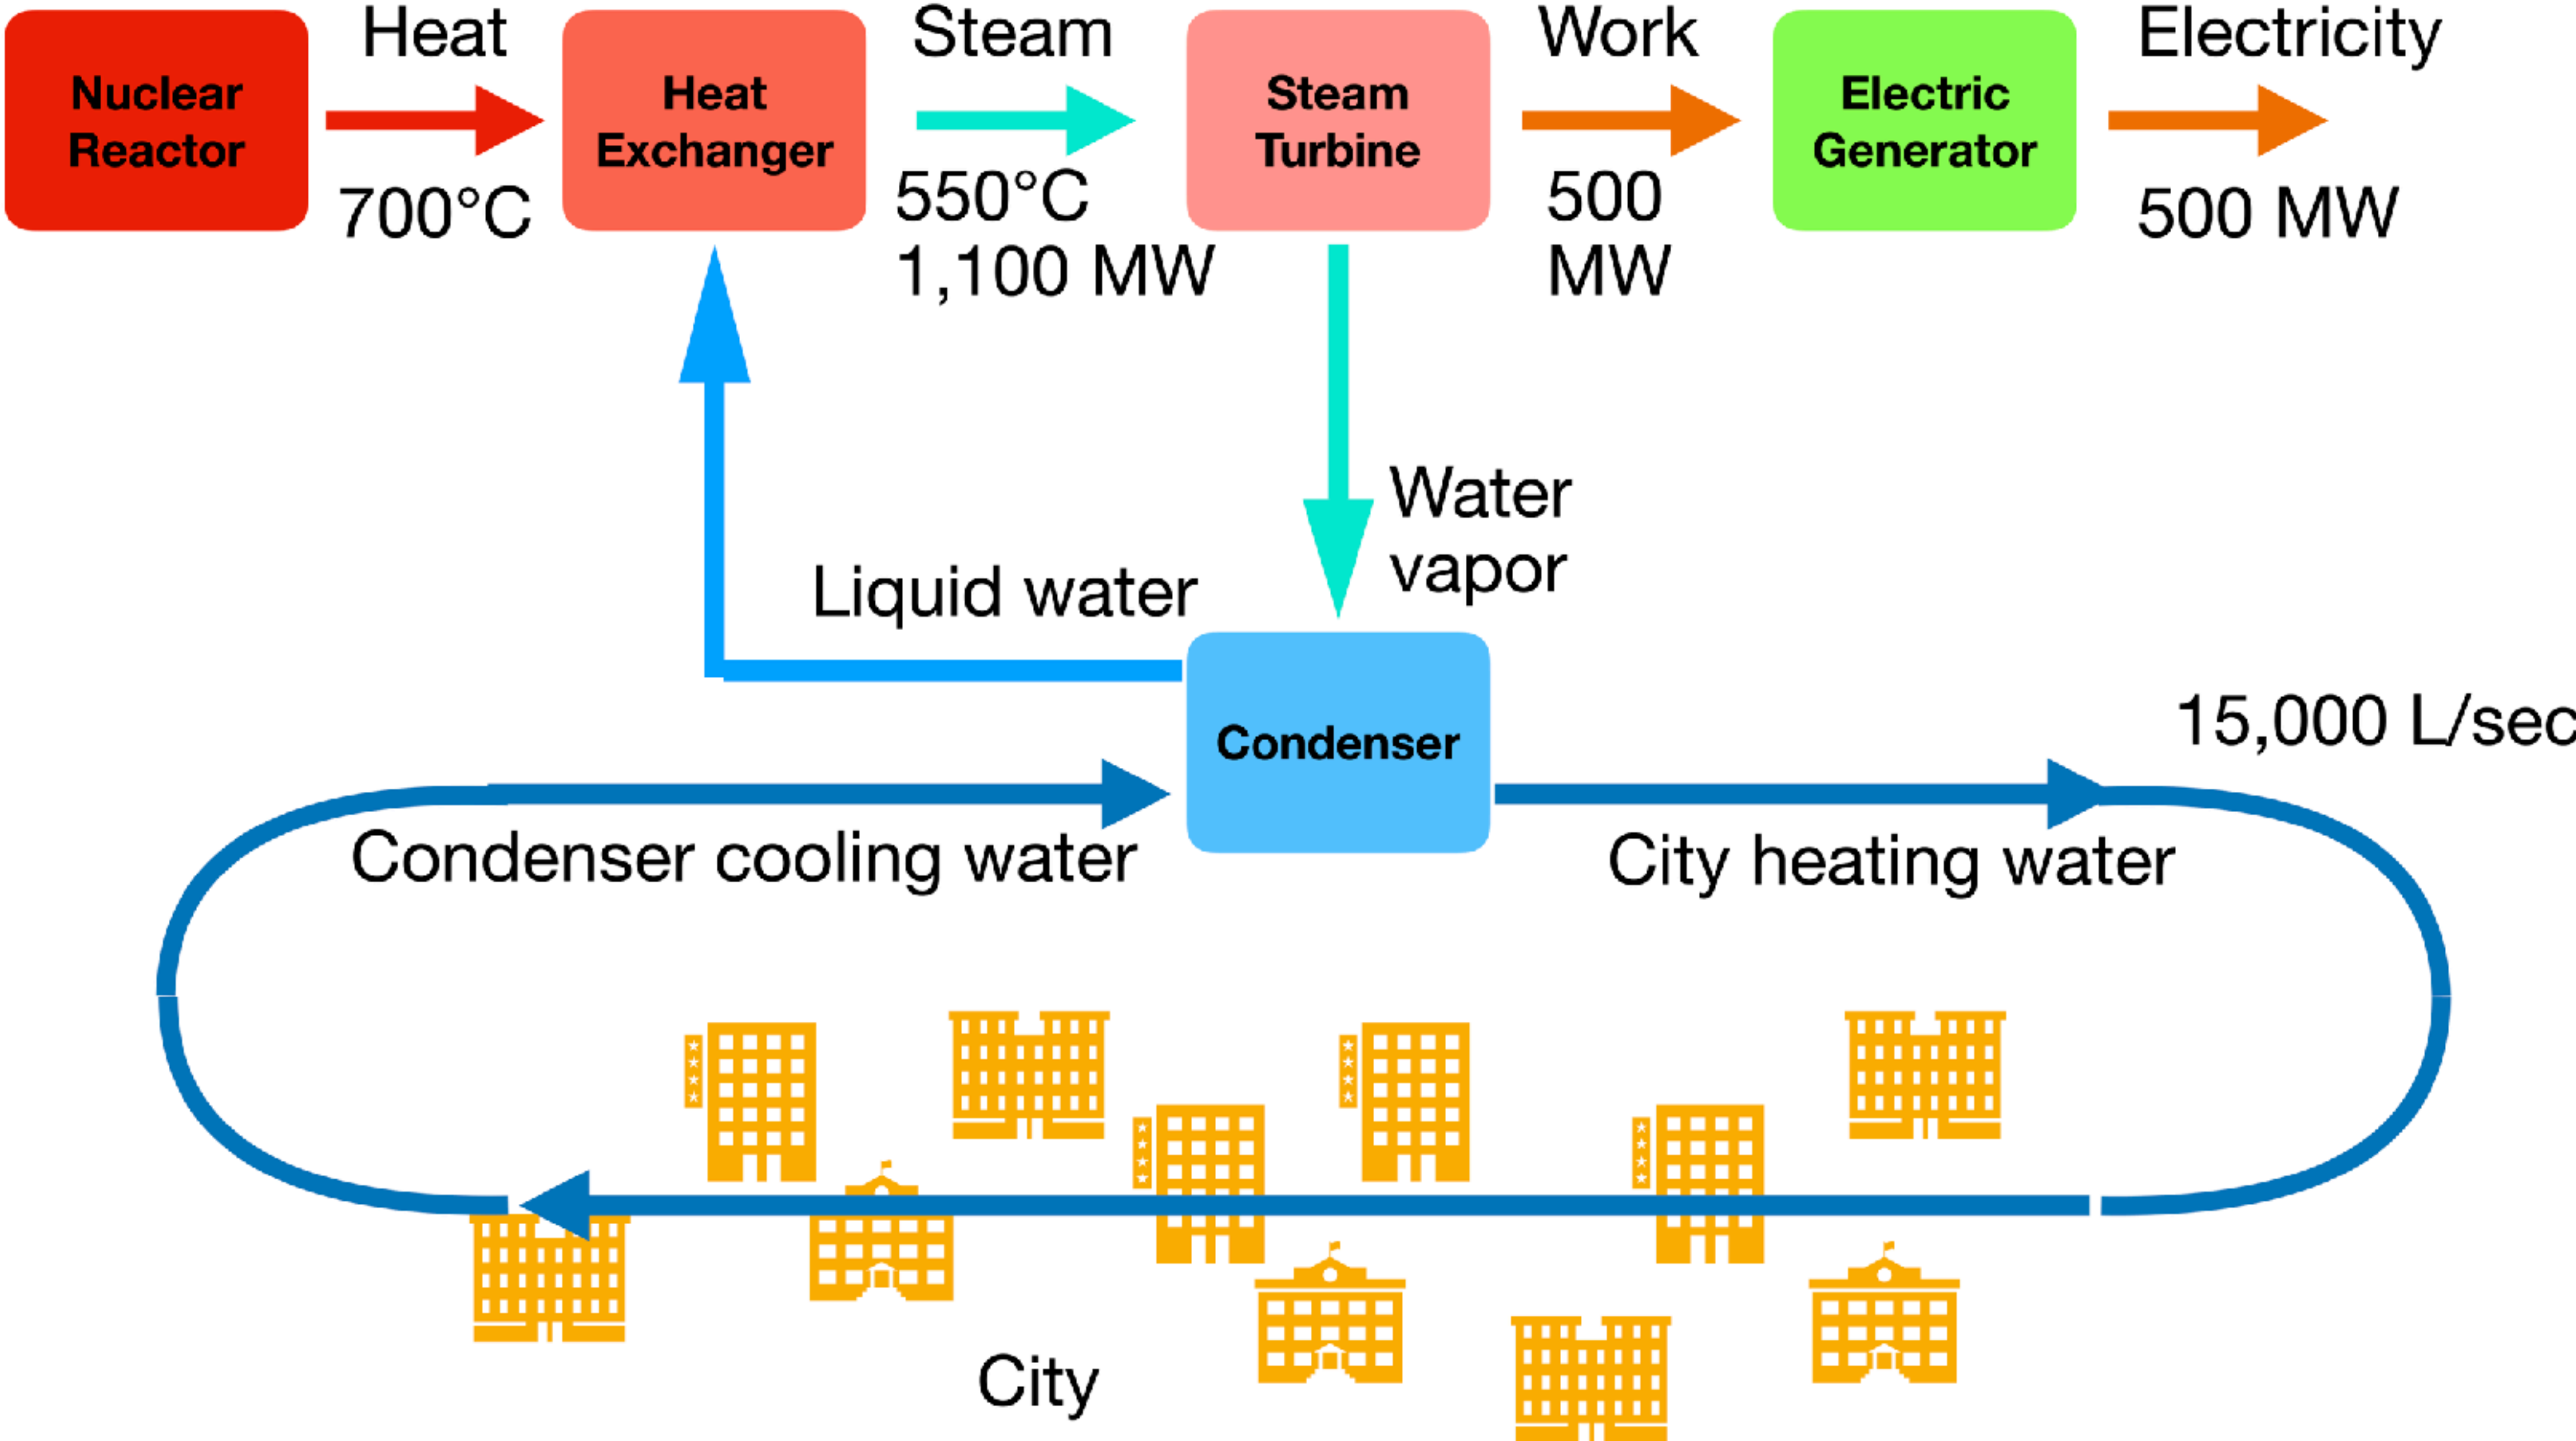 Heat
Steam
Work
Electricity
Nuclear
Reactor
Heat
Exchanger
Steam
Turbine
Electric
Generator
700°C
550°C
1,100 MW
500
MW
500 MW
Water
vapor
Liquid water
Condenser
15,000 L/sec
Condenser cooling water
City heating water
City